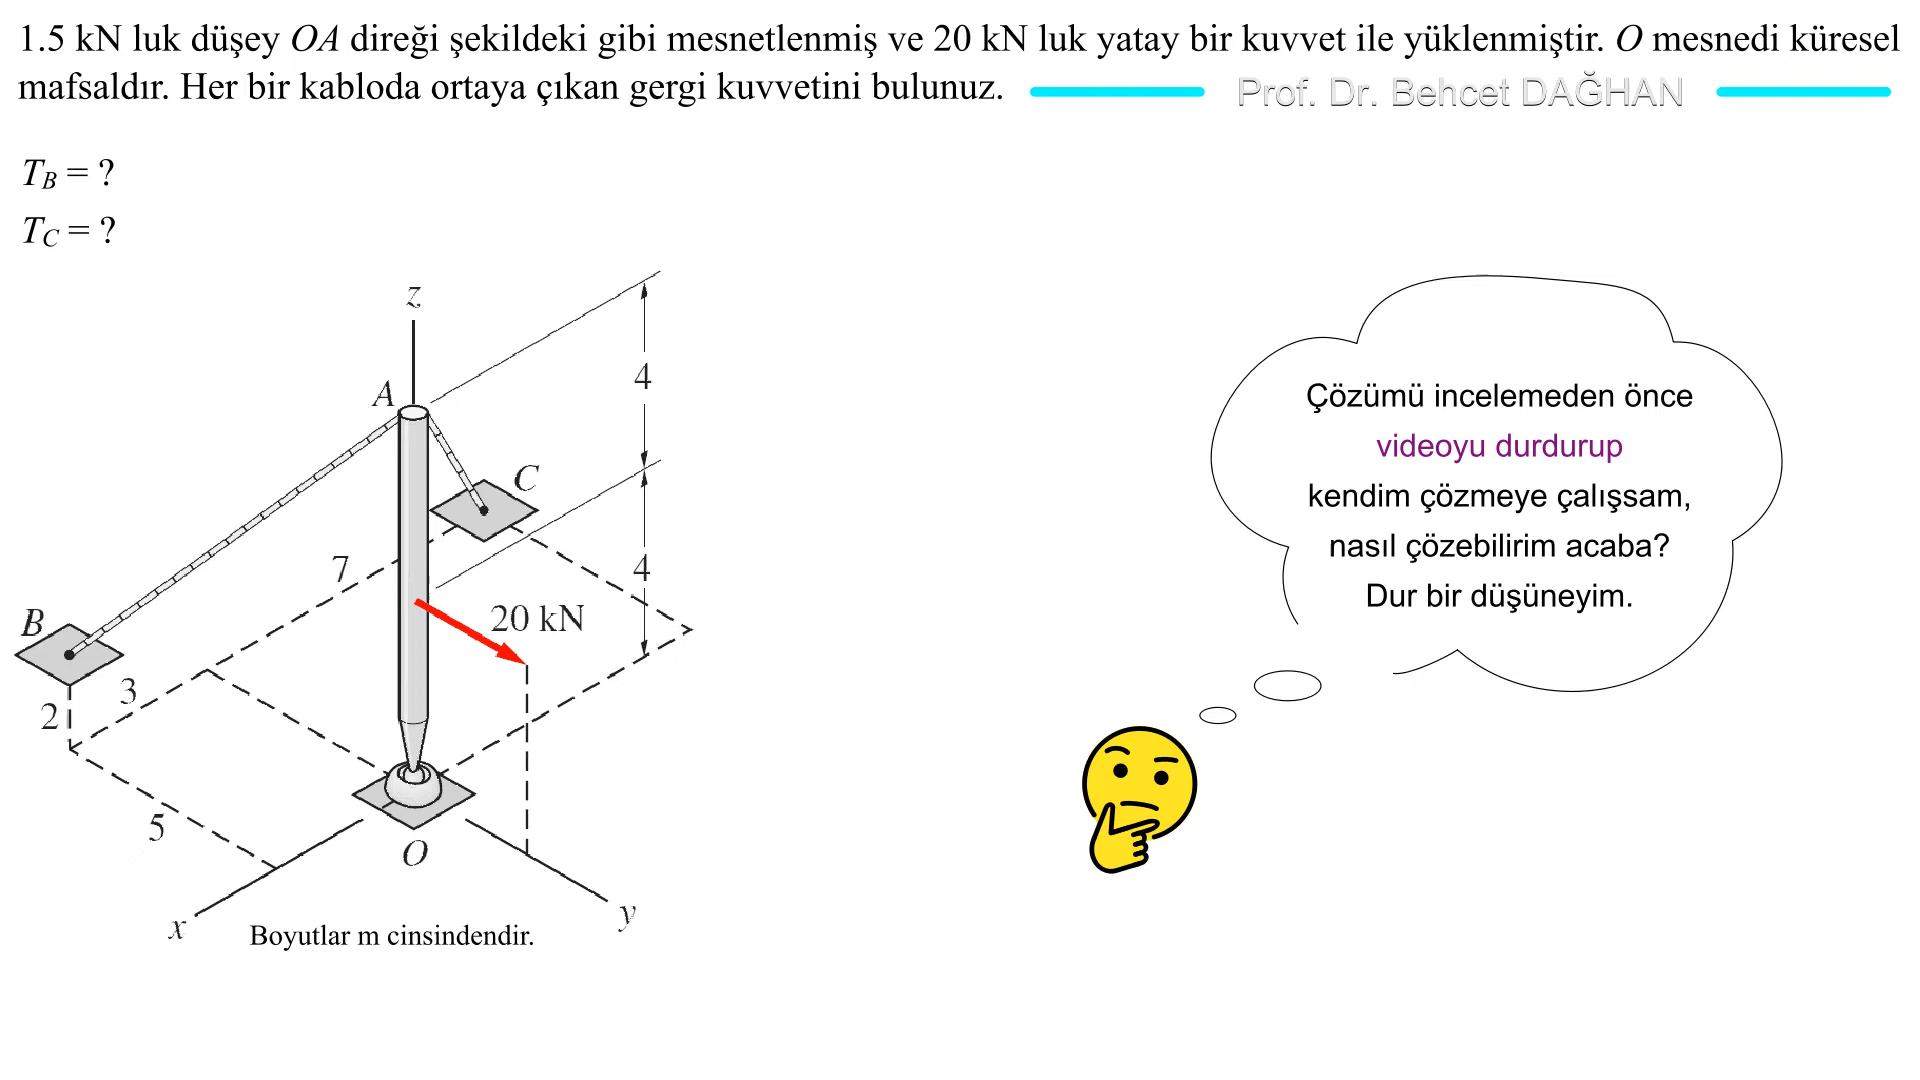 1.5 kN luk düşey OA direği şekildeki gibi mesnetlenmiş ve 20 kN luk yatay bir kuvvet ile yüklenmiştir. O mesnedi küresel
mafsaldır. Her bir kabloda ortaya çıkan gergi kuvvetini bulunuz.
Prof. Dr. Behcet DAĞHAN
TB = ?
TC = ?
z
4
A
C
7
4
20 kN
B
3
2
5
O
x
y
Boyutlar m cinsindendir.
Çözümü incelemeden önce
videoyu durdurup
kendim çözmeye çalışsam,
nasıl çözebilirim acaba?
Dur bir düşüneyim.